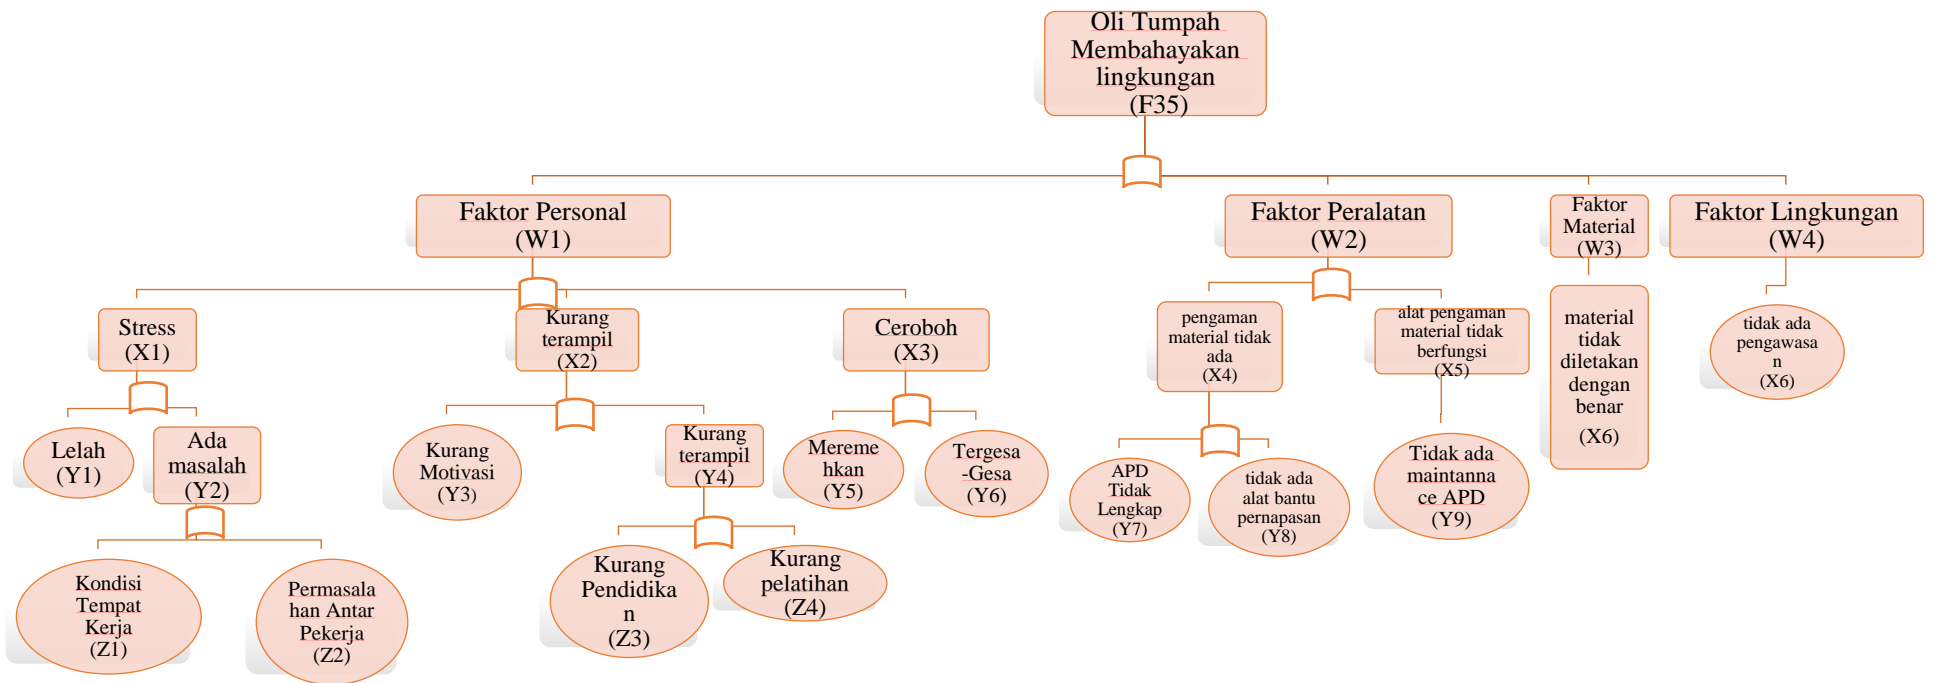 Oli Tumpah
Membahayakan
lingkungan
(F35)
Faktor Personal
(W1)
Faktor Peralatan
(W2)
Faktor
Material
(W3)
Faktor Lingkungan
(W4)
Stress
(X1)
Kurang
terampil
(X2)
Ceroboh
(X3)
pengaman
material tidak
ada
(X4)
alat pengaman
material tidak
berfungsi
(X5)
material
tidak
diletakan
dengan
benar
(X6)
tidak ada
pengawasa
n
(X6)
Lelah
(Y1)
Ada
masalah
(Y2)
Kurang
Motivasi
(Y3)
Kurang
terampil
(Y4)
Mereme
hkan
(Y5)
Tergesa
-Gesa
(Y6)
APD
Tidak
Lengkap
(Y7)
tidak ada
alat bantu
pernapasan
(Y8)
Tidak ada
maintanna
ce APD
(Y9)
Kondisi
Tempat
Kerja
(Z1)
Permasala
han Antar
Pekerja
(Z2)
Kurang
Pendidika
n
(Z3)
Kurang
pelatihan
(Z4)